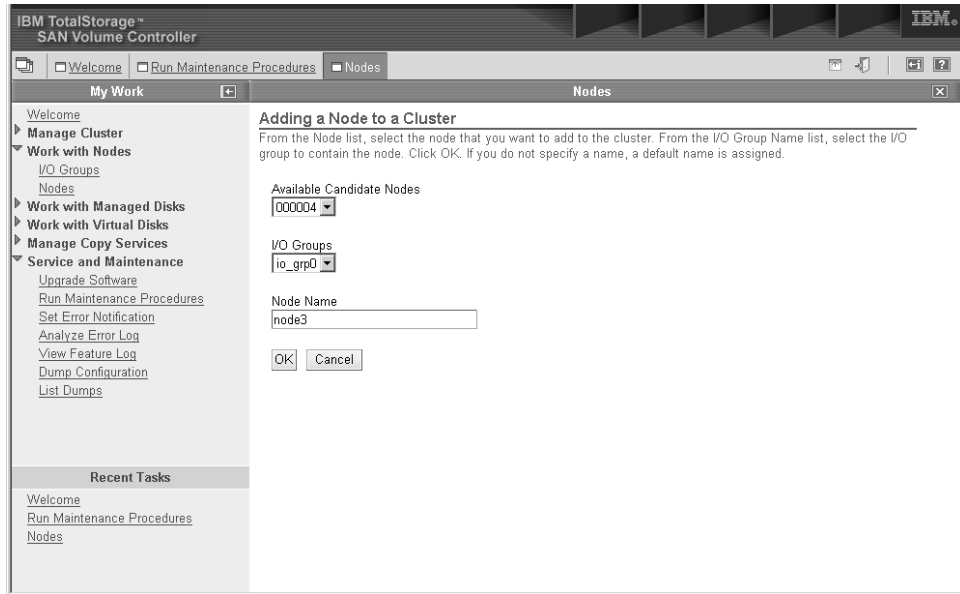 IBM TotalStorage™
SAN Volume Controller
IBM®
Welcome
Run Maintenance Procedures
Nodes
?
My Work
Nodes
Welcome
Manage Cluster
Work with Nodes
I/O Groups
Nodes
Work with Managed Disks
Work with Virtual Disks
Manage Copy Services
Service and Maintenance
Upgrade Software
Run Maintenance Procedures
Set Error Notification
Analyze Error Log
View Feature Log
Dump Configuration
List Dumps
Recent Tasks
Welcome
Run Maintenance Procedures
Nodes
Adding a Node to a Cluster
From the Node list, select the node that you want to add to the cluster. From the I/O Group Name list, select the I/O
group to contain the node. Click OK. If you do not specify a name, a default name is assigned.
Available Candidate Nodes
000004
I/O Groups
io_grp0
Node Name
node3
OK Cancel